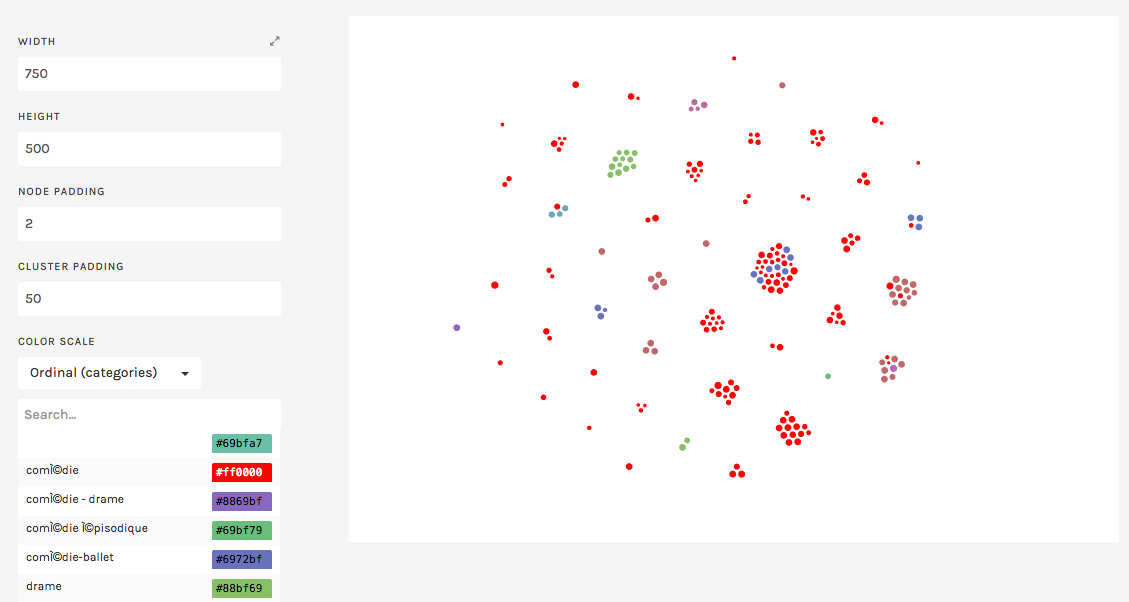 WIDTH
750
HEIGHT
500
NODE PADDING
2
CLUSTER PADDING
50
COLOR SCALE
Ordinal (categories)
Search...
#69bfa7
comÌ©die #ff0000
comÌ©die - drame #8869bf
comÌ©die Ì©pisodique #69bf79
comÌ©die-ballet #6972bf
drame #88bf69